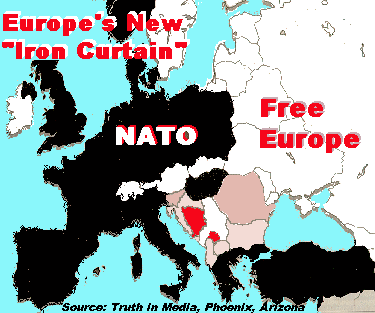 Europe's New
"Iron Curtain"
Free
Europe
NATO
Source: Truth in Media, Phoenix, Arizona